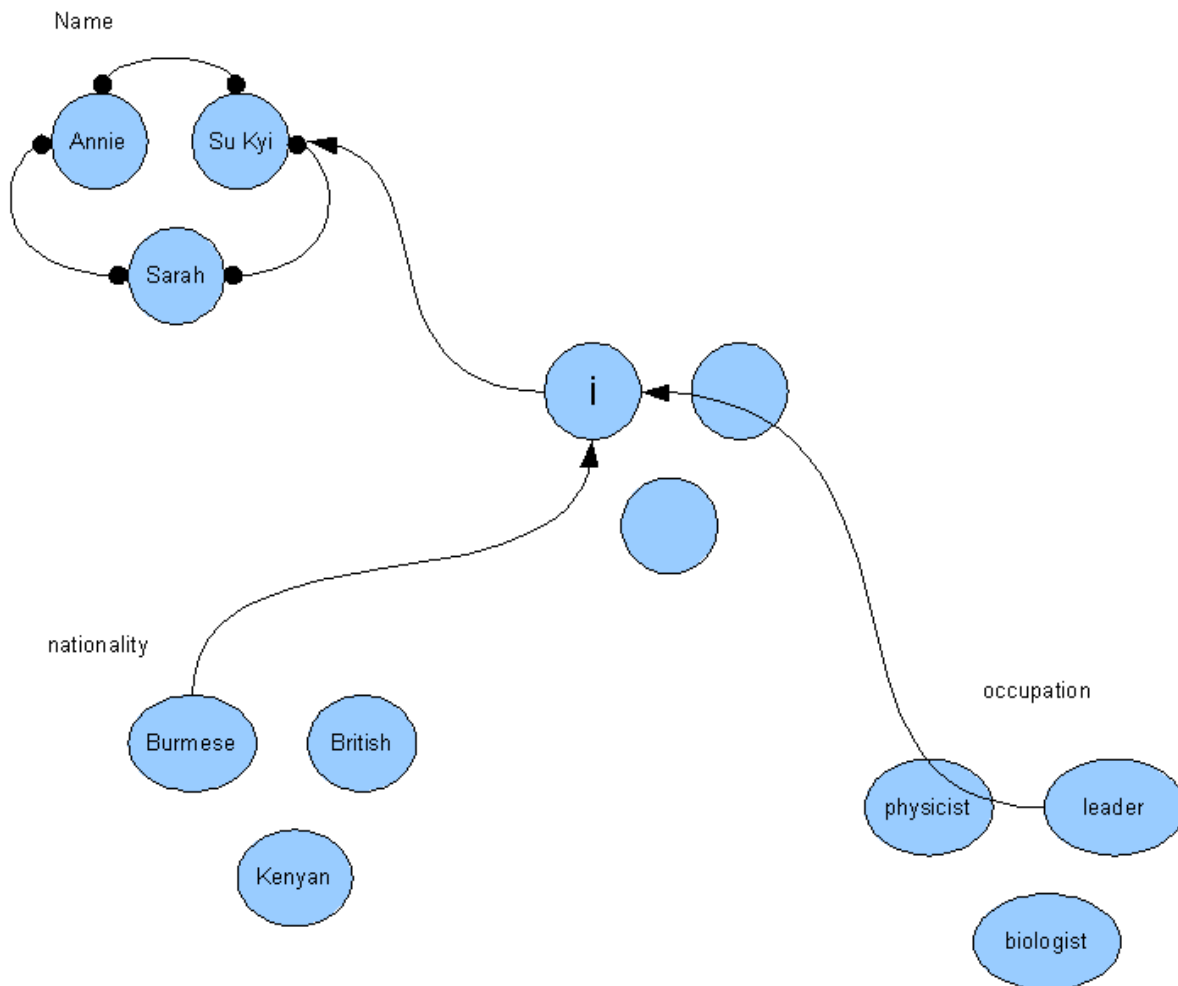 Name
Annie
Su Kyi
Sarah
i
nationality
Burmese
British
Kenyan
occupation
physicist
leader
biologist